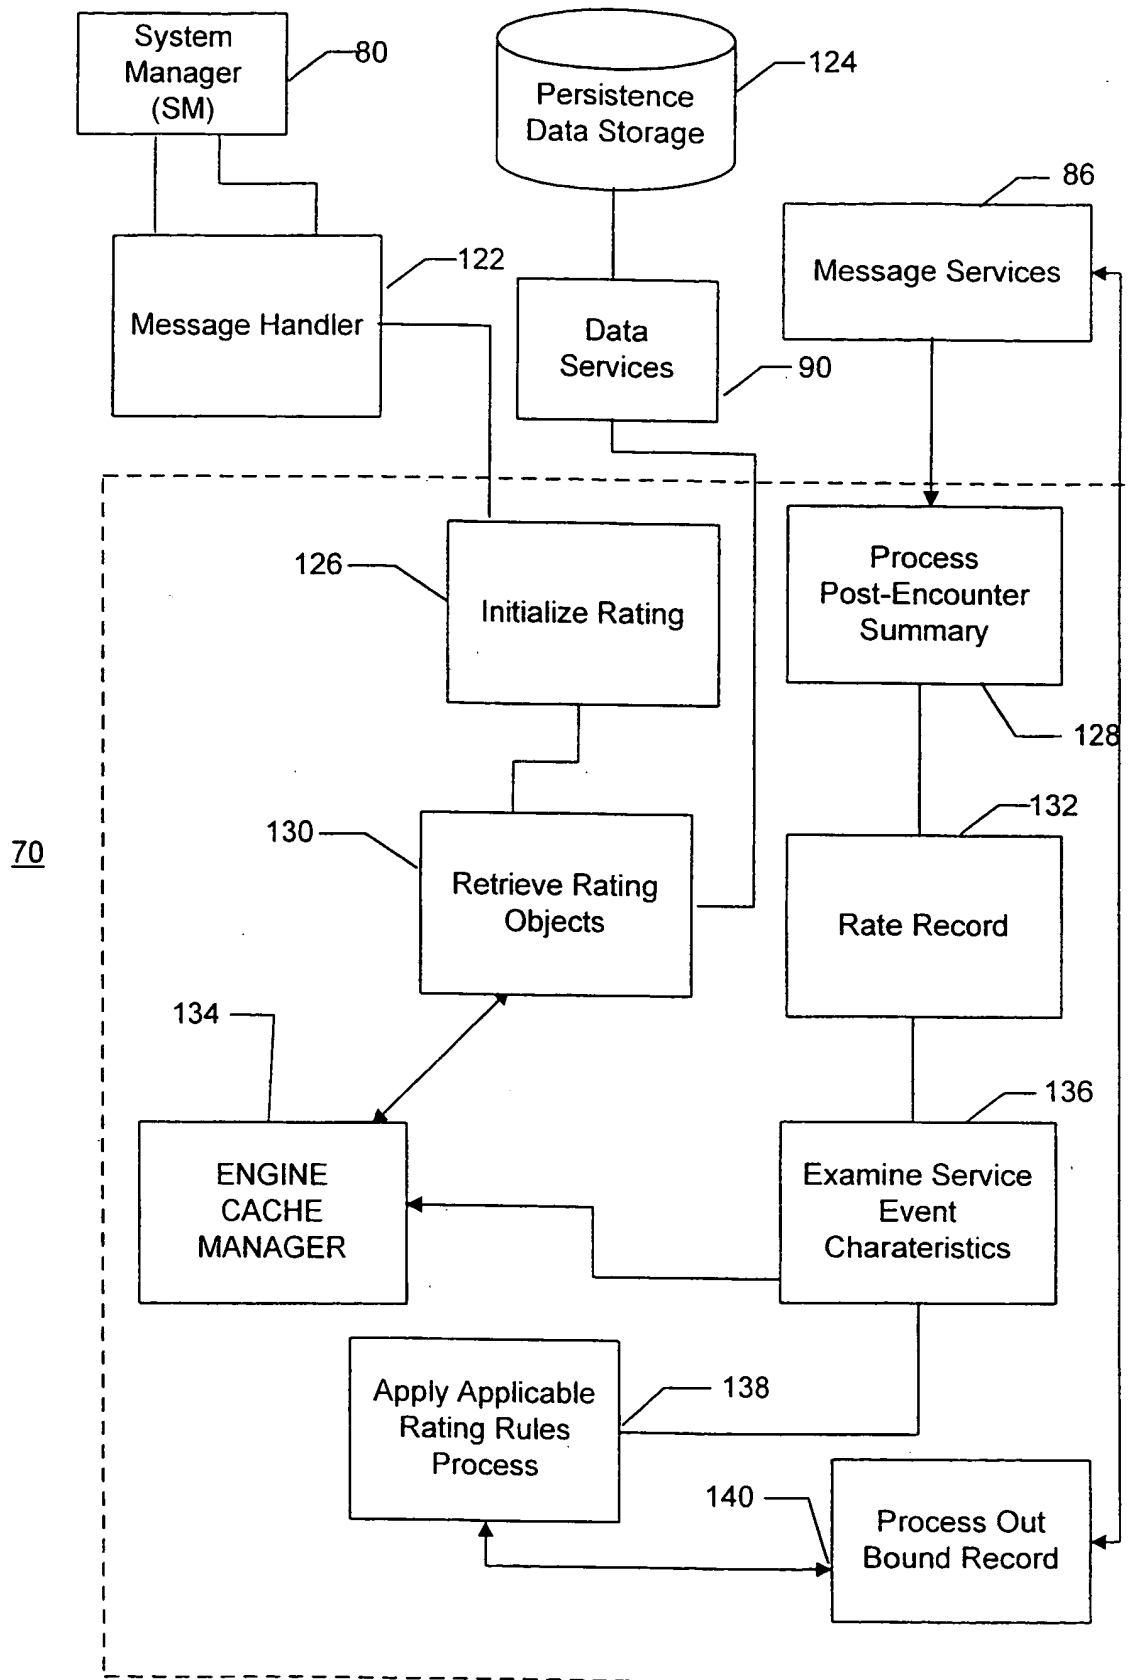 System
Manager
(SM)
80
Persistence
Data Storage
124
86
Message Services
122
Message Handler
Data
Services
90
126
Initialize Rating
Process
Post-Encounter
Summary
128
70
130
Retrieve Rating
Objects
132
Rate Record
134
ENGINE
CACHE
MANAGER
136
Examine Service
Event
Charateristics
138
Apply Applicable
Rating Rules
Process
140
Process Out
Bound Record